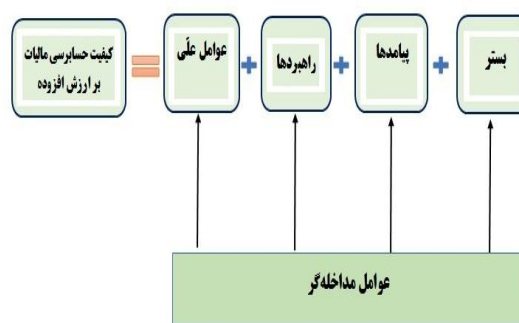 بستر
پیامدها
راهبردها
عوامل علّی
کیفیت حسابرسی مالیات
بر ارزش افزوده
عوامل مداخله‌گر